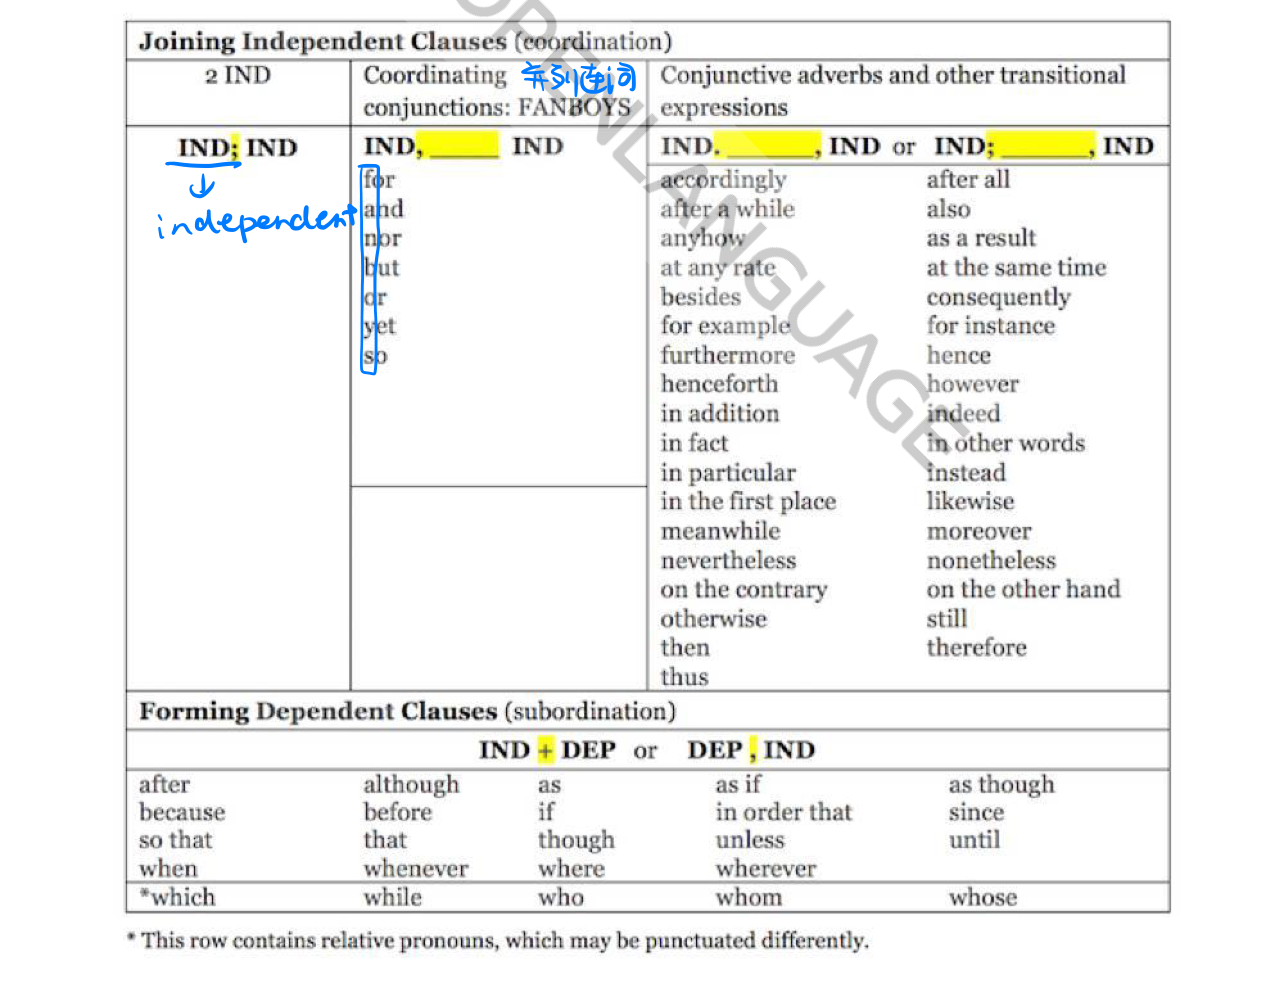 Joining Independent Clauses (coordination)
2 IND
Coordinating 并列连词
conjunctions: FANBOYS
Conjunctive adverbs and other transitional
expressions
IND; IND
independent
IND, ______ IND
for
and
nor
but
or
yet
so
IND. ________, IND or IND; ________, IND
accordingly after all
after a while also
anyhow as a result
at any rate at the same time
besides consequently
for example for instance
furthermore hence
henceforth however
in addition indeed
in fact in other words
in particular instead
in the first place likewise
meanwhile moreover
nevertheless nonetheless
on the contrary on the other hand
otherwise still
then therefore
thus
Forming Dependent Clauses (subordination)
IND + DEP or DEP , IND
after although as as if as though
because before if in order that since
so that that though unless until
when whenever where wherever
*which while who whom whose
* This row contains relative pronouns, which may be punctuated differently.
OPENLANGUAGE